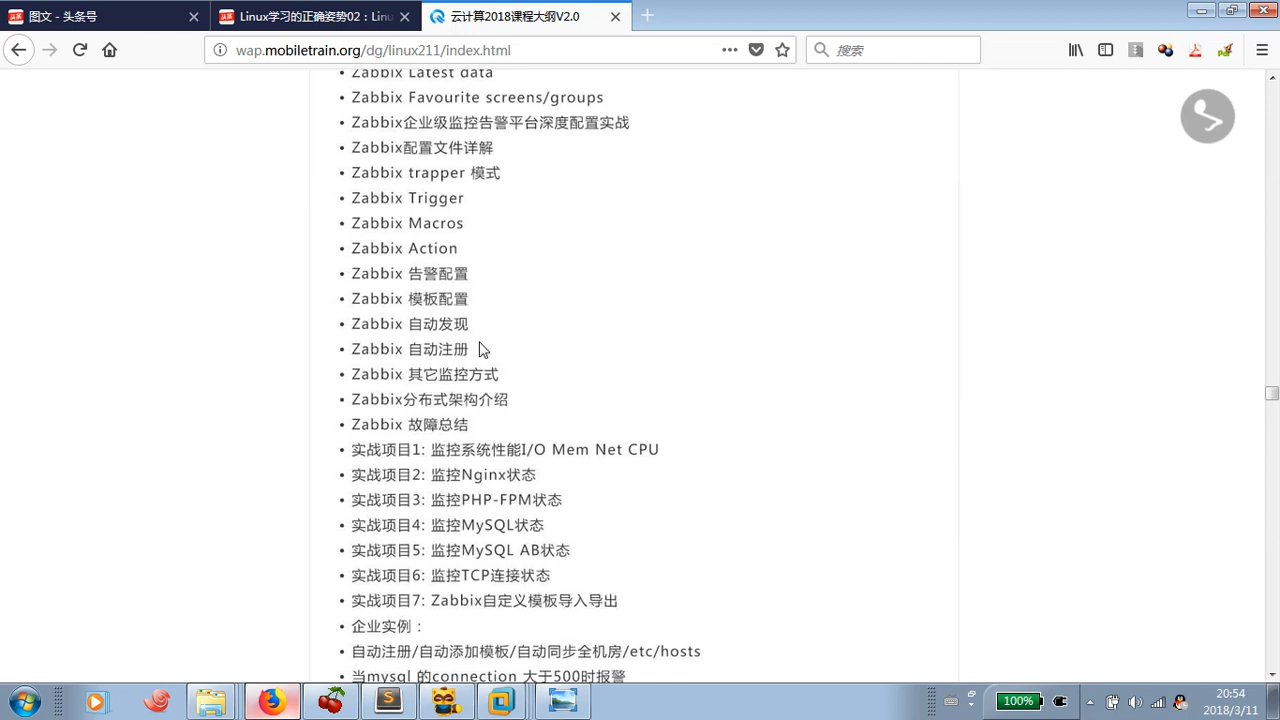 图文 - 头条号
Linux学习的正确姿势02：Linu
云计算2018课程大纲V2.0
wap.mobiletrain.org/dg/linux211/index.html
搜索
• Zabbix Latest data
• Zabbix Favourite screens/groups
• Zabbix企业级监控告警平台深度配置实战
• Zabbix配置文件详解
• Zabbix trapper 模式
• Zabbix Trigger
• Zabbix Macros
• Zabbix Action
• Zabbix 告警配置
• Zabbix 模板配置
• Zabbix 自动发现
• Zabbix 自动注册
• Zabbix 其它监控方式
• Zabbix分布式架构介绍
• Zabbix 故障总结
• 实战项目1: 监控系统性能I/O Mem Net CPU
• 实战项目2: 监控Nginx状态
• 实战项目3: 监控PHP-FPM状态
• 实战项目4: 监控MySQL状态
• 实战项目5: 监控MySQL AB状态
• 实战项目6: 监控TCP连接状态
• 实战项目7: Zabbix自定义模板导入导出
• 企业实例：
• 自动注册/自动添加模板/自动同步全机房/etc/hosts
• 当mysql 的connection 大于500时报警
100%
20:54
2018/3/11